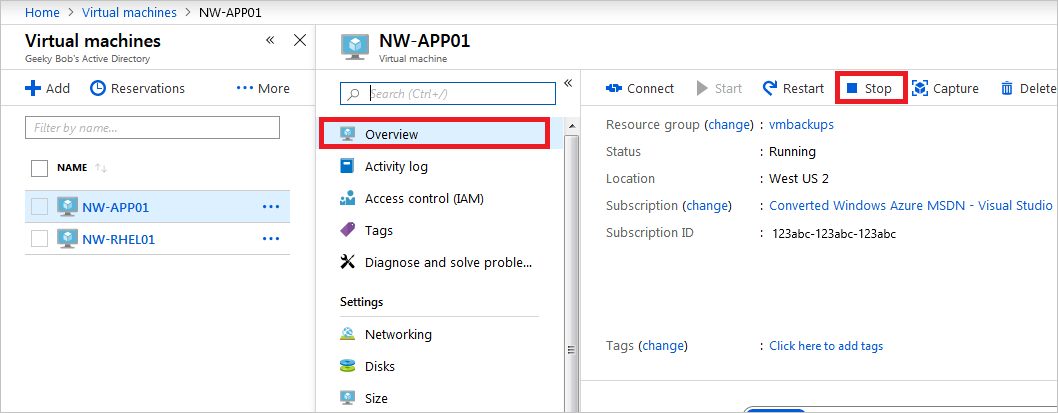 Home > Virtual machines > NW-APP01
Virtual machines
Geeky Bob's Active Directory
Add Reservations ••• More
Filter by name...
NAME
NW-APP01 •••
NW-RHEL01 •••
NW-APP01
Virtual machine
Search (Ctrl+/)
Overview
Activity log
Access control (IAM)
Tags
Diagnose and solve proble...
Settings
Networking
Disks
Size
Connect Start Restart Stop Capture Delete
Resource group (change) : vmbackups
Status : Running
Location : West US 2
Subscription (change) : Converted Windows Azure MSDN - Visual Studio
Subscription ID : 123abc-123abc-123abc
Tags (change) : Click here to add tags